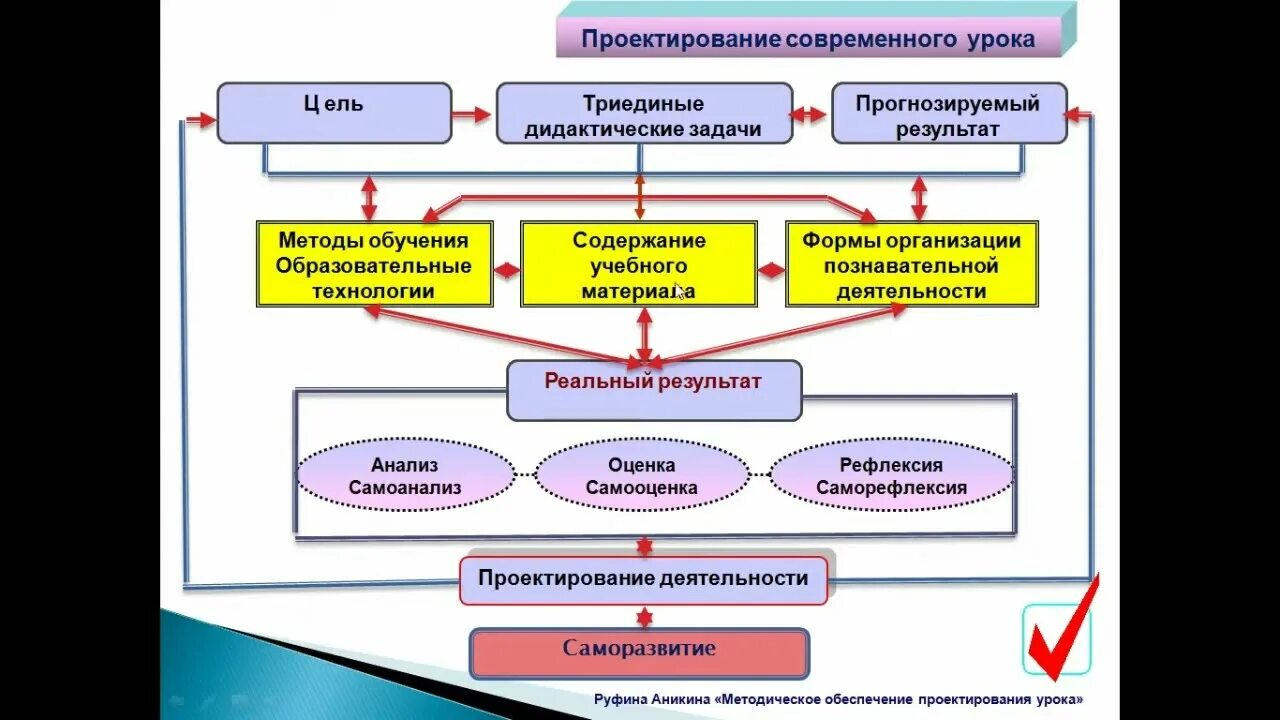 Проектирование современного урока
Ц ель
Триединые
дидактические задачи
Прогнозируемый
результат
Методы обучения
Образовательные
технологии
Содержание
учебного
материала
Формы организации
познавательной
деятельности
Реальный результат
Анализ
Самоанализ
Оценка
Самооценка
Рефлексия
Саморефлексия
Проектирование деятельности
Саморазвитие
Руфина Аникина «Методическое обеспечение проектирования урока»